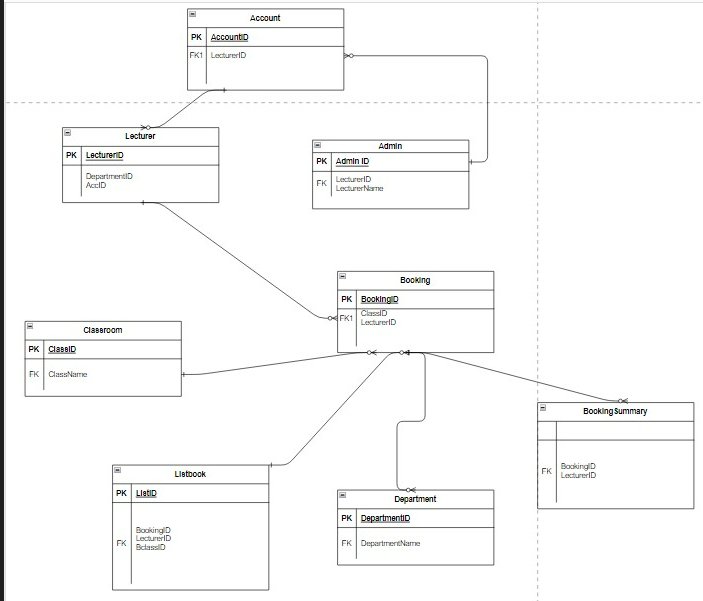 Account
PK AccountID
FK1 LecturerID
Lecturer
PK LecturerID
DepartmentID
AccID
Admin
PK Admin ID
FK LecturerID
LecturerName
Booking
PK BookingID
FK1 ClassID
LecturerID
Classroom
PK ClassID
FK ClassName
BookingSummary
FK BookingID
LecturerID
Listbook
PK ListID
FK BookingID
LecturerID
BclassID
Department
PK DepartmentID
FK DepartmentName